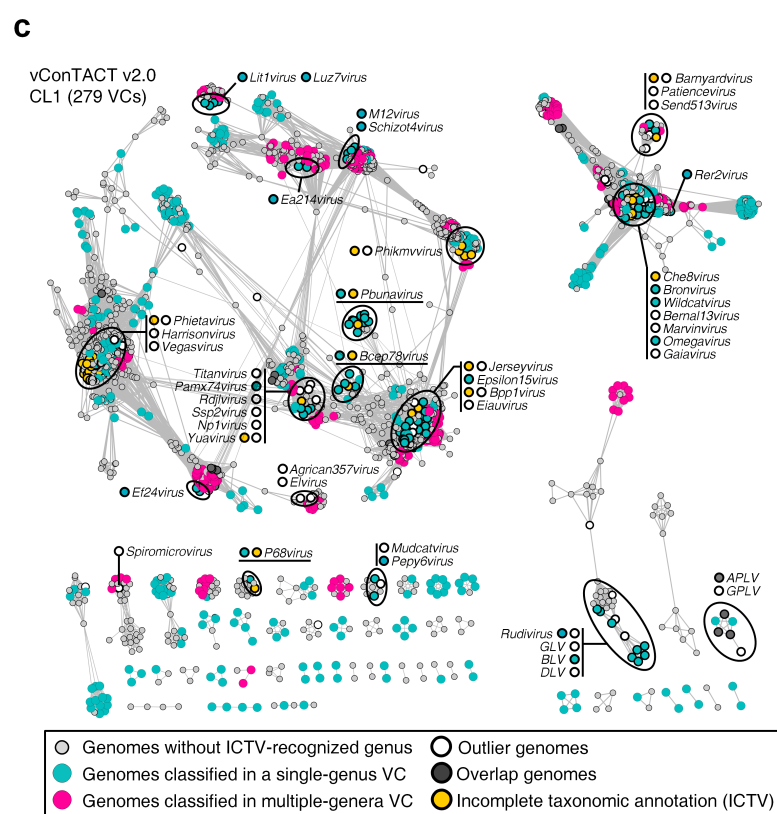 c
vConTACT v2.0
CL1 (279 VCs)
Lit1virus Luz7virus
M12virus
Schizot4virus
Ea214virus
Barnyardvirus
Patiencevirus
Send513virus
Rer2virus
Phikmvvirus
Pbunavirus
Che8virus
Bronvirus
Wildcatvirus
Bernal13virus
Marvinvirus
Omegavirus
Gaiavirus
Phietavirus
Harrisonvirus
Vegasvirus
Bcep78virus
Titanvirus
Pamx74virus
Rdjlvirus
Ssp2virus
Np1virus
Yuavirus
Jerseyvirus
Epsilon15virus
Bpp1virus
Eiauvirus
Ef24virus
Agrican357virus
Elvirus
Spiromicrovirus
P68virus
Mudcatvirus
Pepy6virus
APLV
GPLV
Rudivirus
GLV
BLV
DLV
Genomes without ICTV-recognized genus
Outlier genomes
Genomes classified in a single-genus VC
Overlap genomes
Genomes classified in multiple-genera VC
Incomplete taxonomic annotation (ICTV)